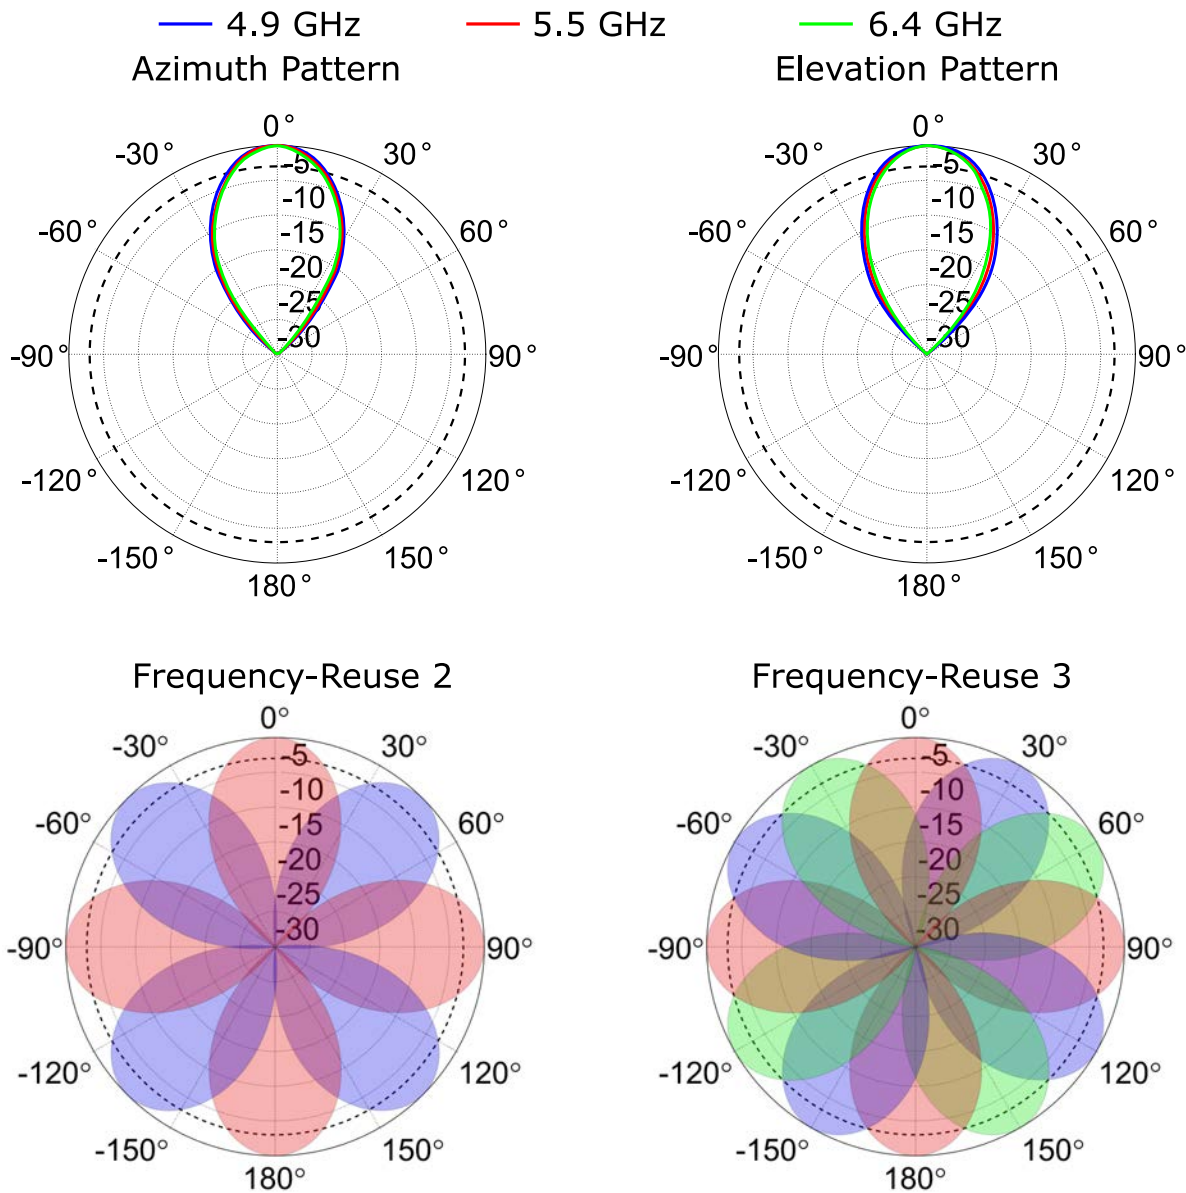 4.9 GHz 5.5 GHz 6.4 GHz
Azimuth Pattern Elevation Pattern
0° 0°
-30° 30° -30° 30°
-5 -5
-10 -10
-60° -15 60° -60° -15 60°
-20 -20
-25 -25
-30 -30
-90° 90° -90° 90°
-120° 120° -120° 120°
-150° 150° -150° 150°
180° 180°
Frequency-Reuse 2 Frequency-Reuse 3
0° 0°
-30° 30° -30° 30°
-5 -5
-10 -10
-60° -15 60° -60° -15 60°
-20 -20
-25 -25
-30 -30
-90° 90° -90° 90°
-120° 120° -120° 120°
-150° 150° -150° 150°
180° 180°